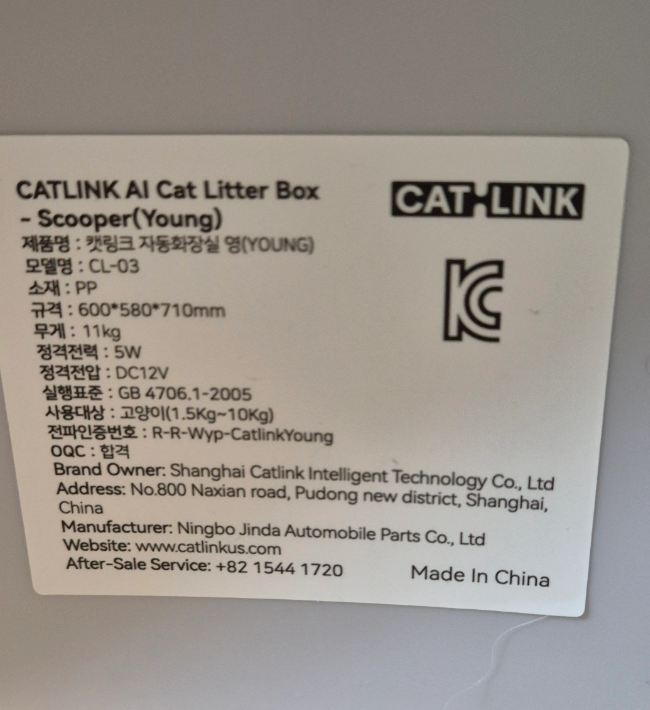 CATLINK AI Cat Litter Box
- Scooper(Young)
CAT-LINK
제품명 : 캣링크 자동화장실 영(YOUNG)
모델명 : CL-03
소재 : PP
규격 : 600*580*710mm
무게 : 11kg
정격전력 : 5W
정격전압 : DC12V
실행표준 : GB 4706.1-2005
사용대상 : 고양이(1.5Kg~10Kg)
전파인증번호 : R-R-Wyp-CatlinkYoung
OQC : 합격
Brand Owner: Shanghai Catlink Intelligent Technology Co., Ltd
Address: No.800 Naxian road, Pudong new district, Shanghai,
China
Manufacturer: Ningbo Jinda Automobile Parts Co., Ltd
Website: www.catlinkus.com
After-Sale Service: +82 1544 1720
Made In China
KC